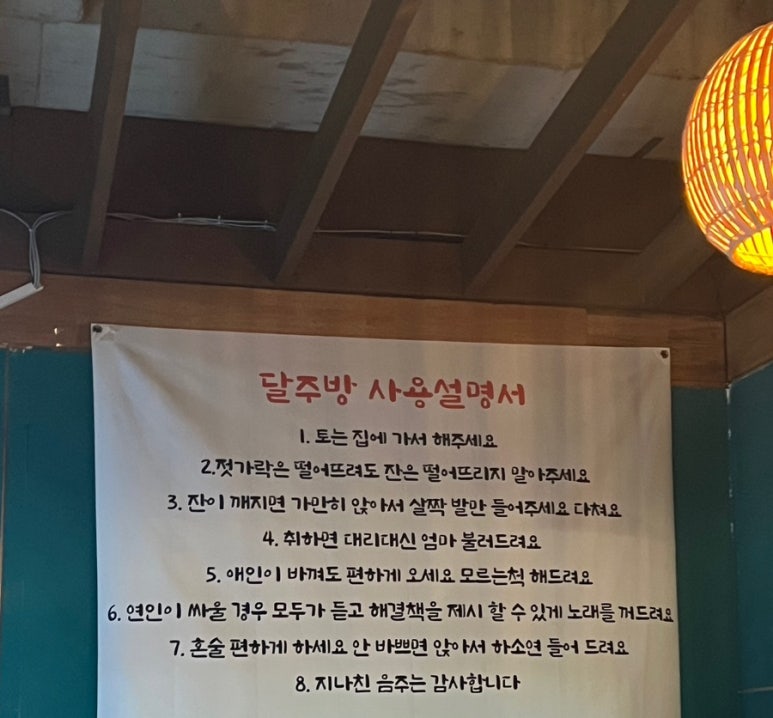 달주방 사용설명서
1. 토는 집에 가서 해주세요
2.젓가락은 떨어뜨려도 잔은 떨어뜨리지 말아주세요
3. 잔이 깨지면 가만히 앉아서 살짝 발만 들어주세요 다쳐요
4. 취하면 대리대신 엄마 불러드려요
5. 애인이 바껴도 편하게 오세요 모르는척 해드려요
6. 연인이 싸울 경우 모두가 듣고 해결책을 제시 할 수 있게 노래를 꺼드려요
7. 혼술 편하게 하세요 안 바쁘면 앉아서 하소연 들어 드려요
8. 지나친 음주는 감사합니다